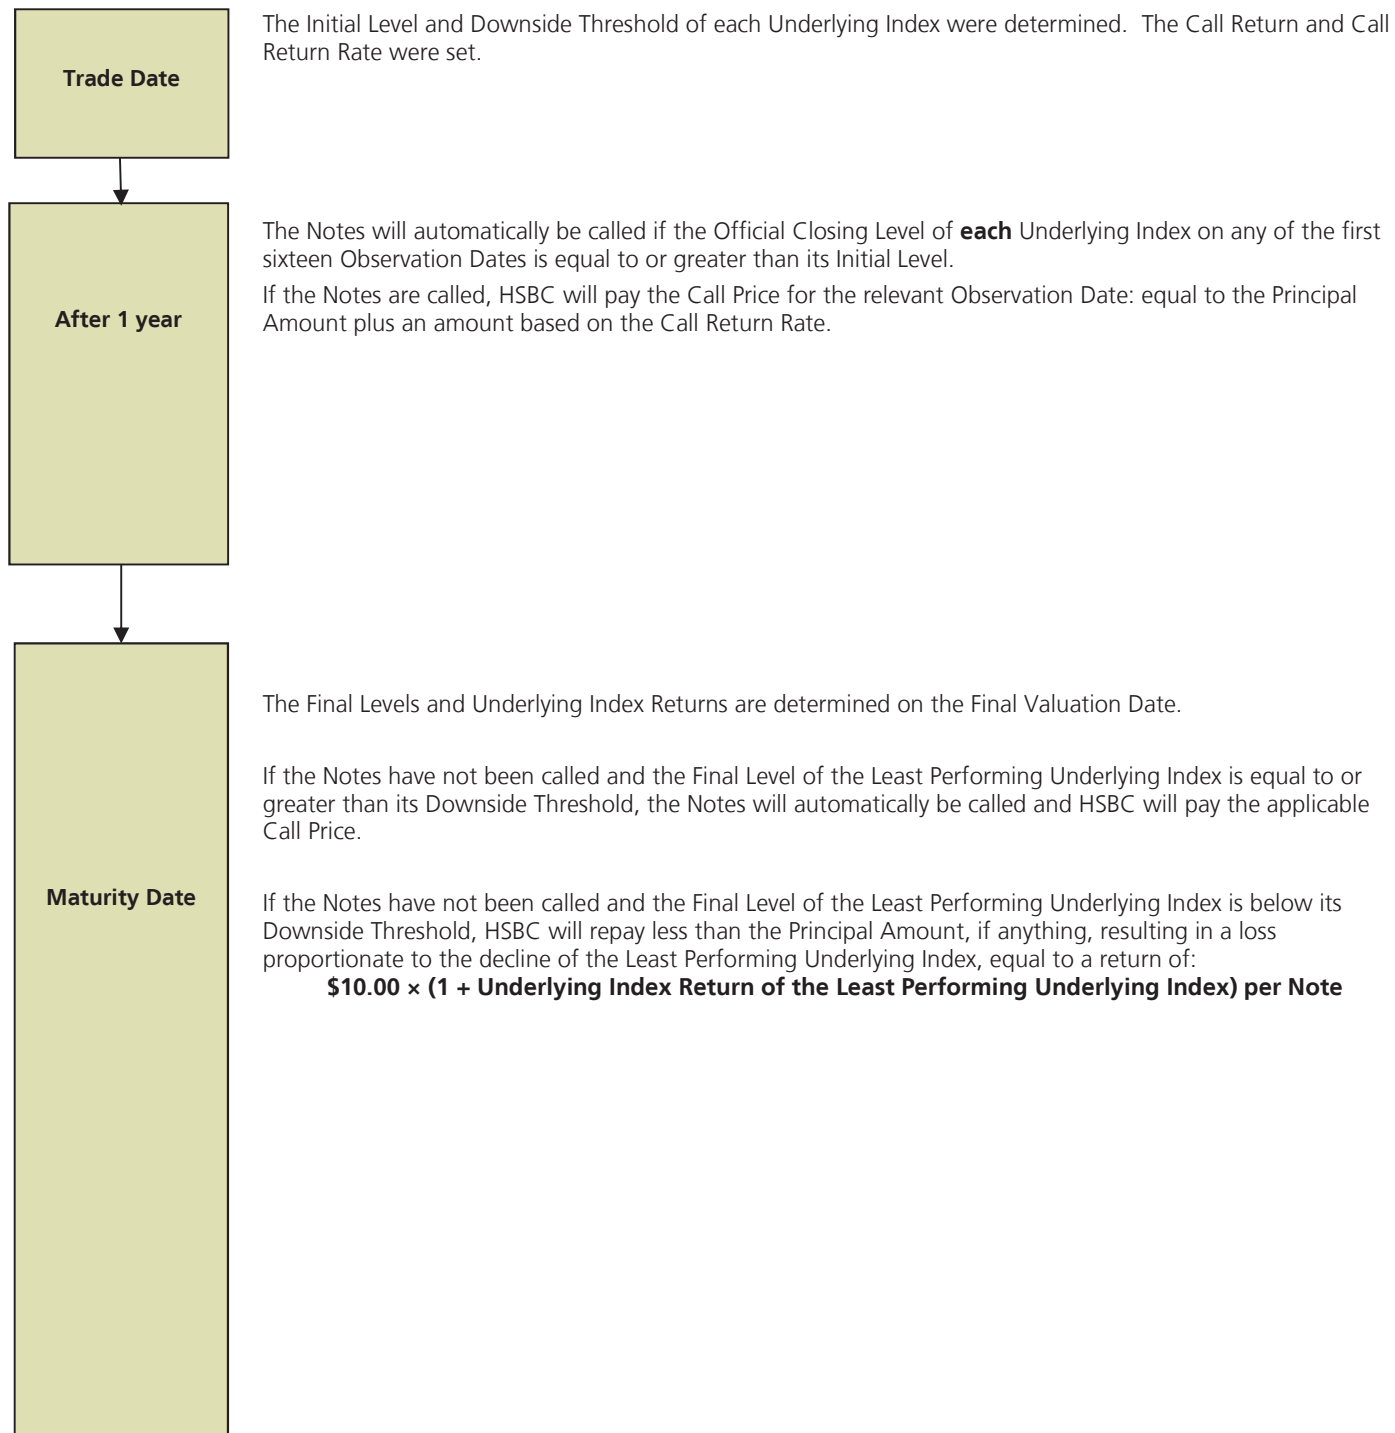 Trade Date
The Initial Level and Downside Threshold of each Underlying Index were determined.  The Call Return and Call
Return Rate were set.
After 1 year
The Notes will automatically be called if the Official Closing Level of each Underlying Index on any of the first
sixteen Observation Dates is equal to or greater than its Initial Level.
If the Notes are called, HSBC will pay the Call Price for the relevant Observation Date: equal to the Principal
Amount plus an amount based on the Call Return Rate.
Maturity Date
The Final Levels and Underlying Index Returns are determined on the Final Valuation Date.
If the Notes have not been called and the Final Level of the Least Performing Underlying Index is equal to or
greater than its Downside Threshold, the Notes will automatically be called and HSBC will pay the applicable
Call Price.
If the Notes have not been called and the Final Level of the Least Performing Underlying Index is below its
Downside Threshold, HSBC will repay less than the Principal Amount, if anything, resulting in a loss
proportionate to the decline of the Least Performing Underlying Index, equal to a return of:
$10.00 × (1 + Underlying Index Return of the Least Performing Underlying Index) per Note